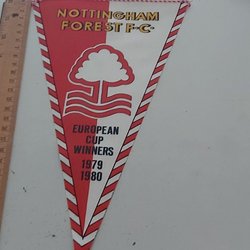 NOTTINGHAM
FOREST F·C·
EUROPEAN
CUP
WINNERS
1979
1980